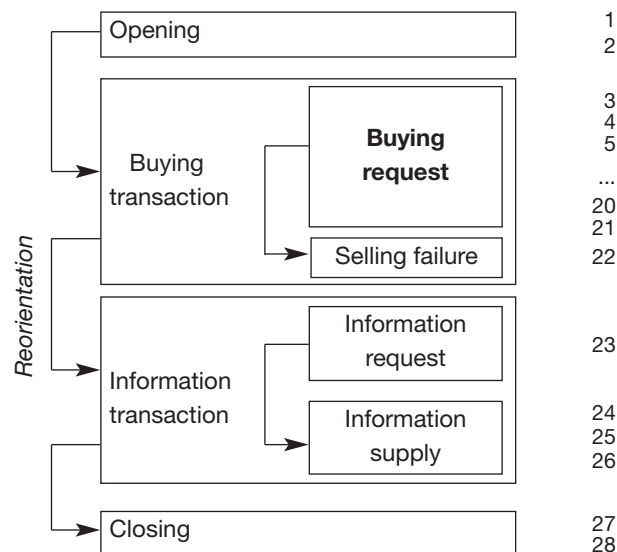 Opening
1
2
Buying
transaction
Buying
request
3
4
5
...
20
21
Selling failure
22
Reorientation
Information
transaction
Information
request
23
Information
supply
24
25
26
Closing
27
28